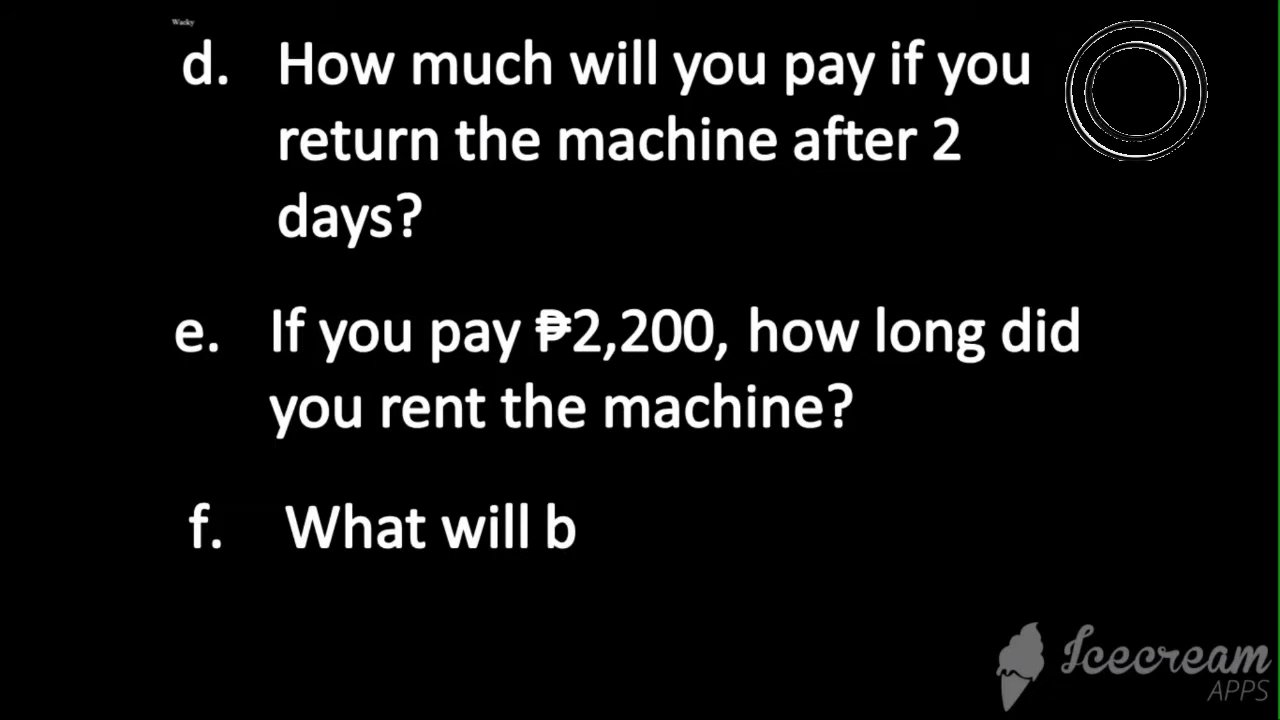 Wacky
d. How much will you pay if you
return the machine after 2
days?
e. If you pay ₱2,200, how long did
you rent the machine?
f. What will b
Icecream
APPS